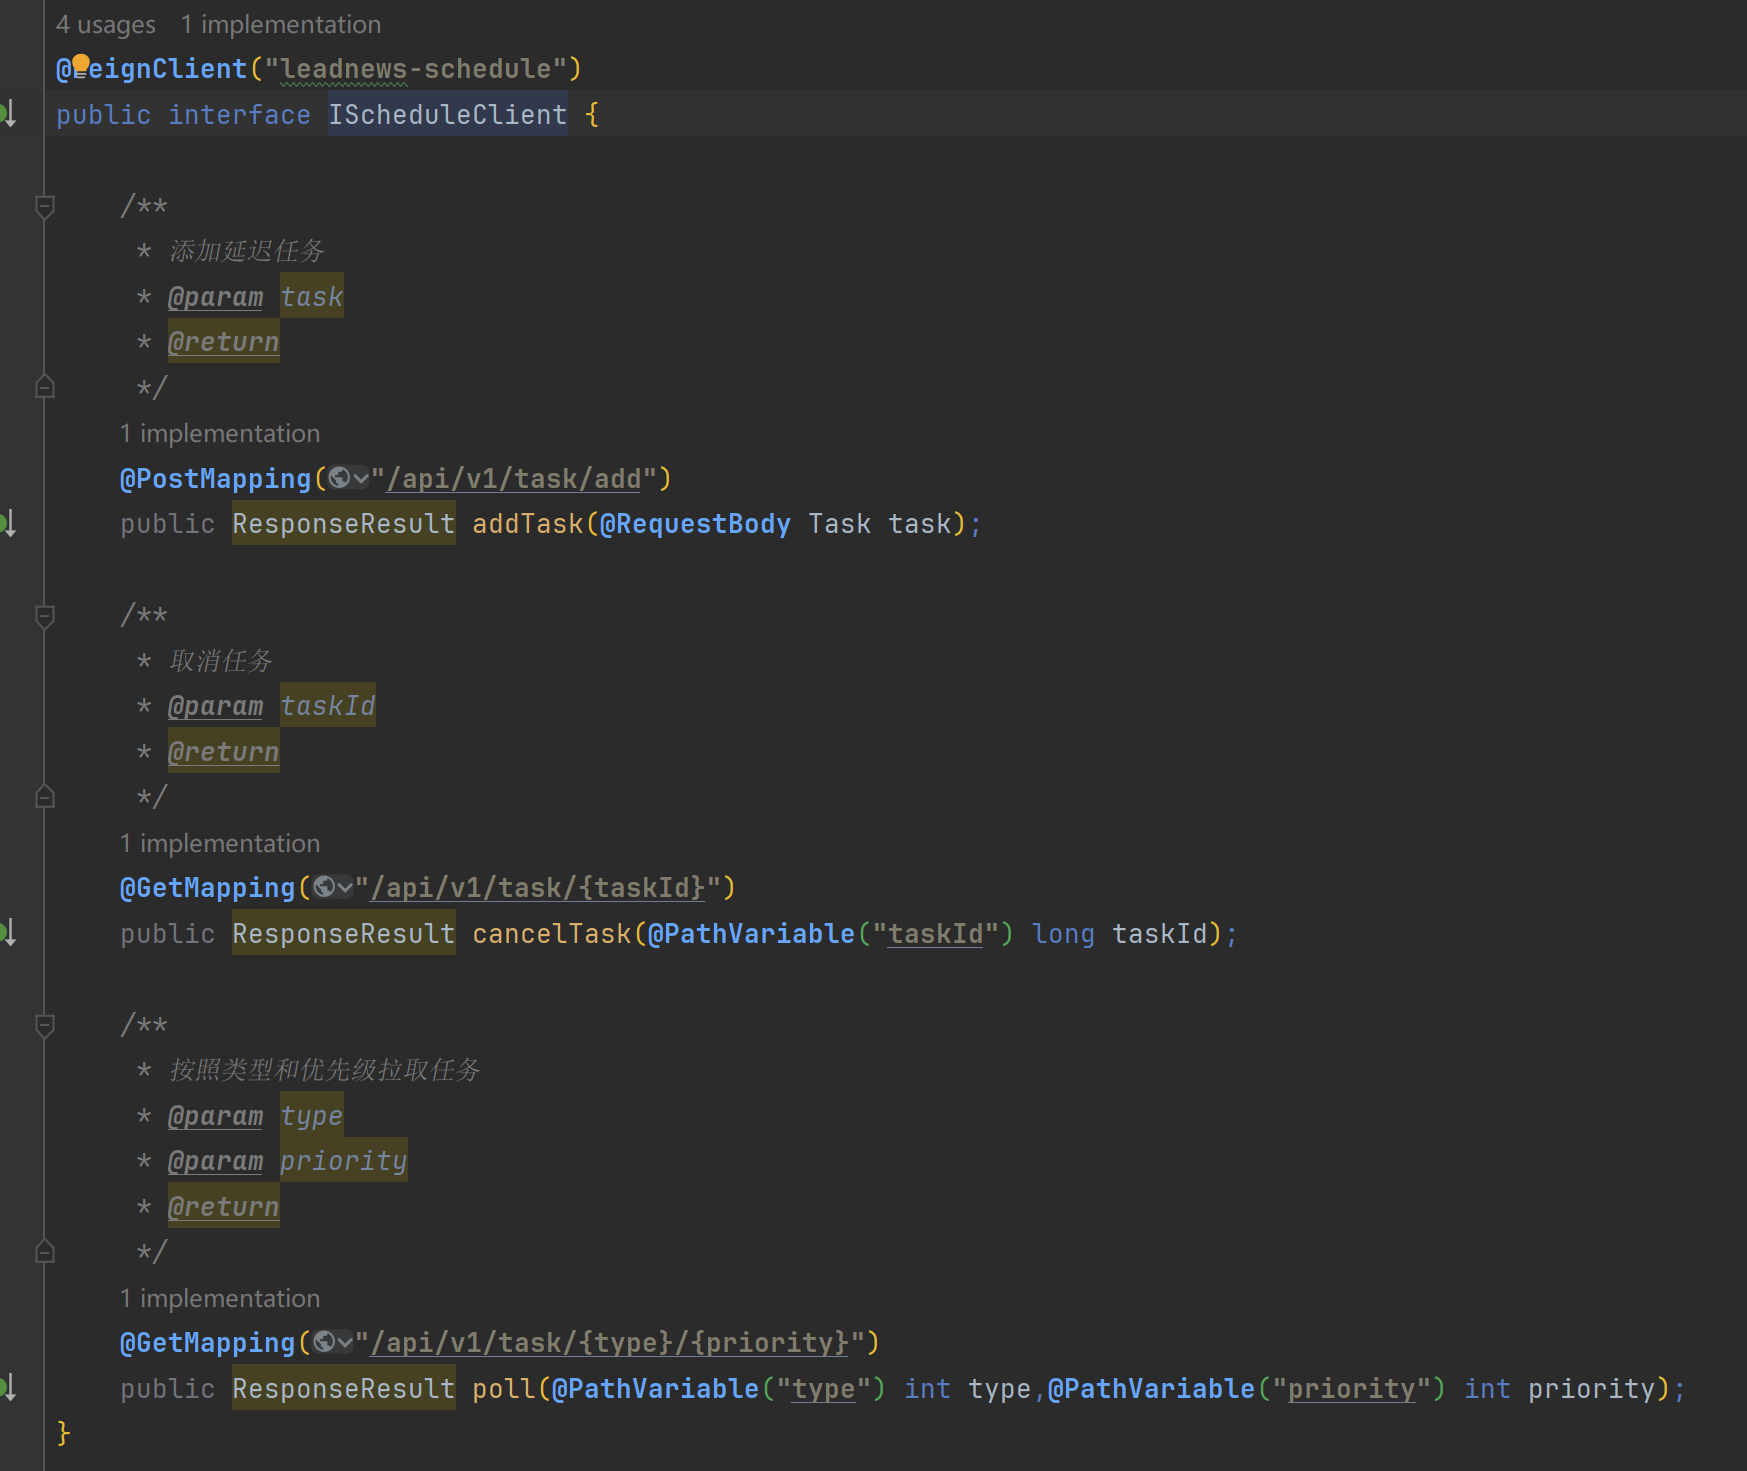 4 usages 1 implementation
@FeignClient("leadnews-schedule")
public interface IScheduleClient {
/**
* 添加延迟任务
* @param task
* @return
*/
1 implementation
@PostMapping("/api/v1/task/add")
public ResponseResult addTask(@RequestBody Task task);
/**
* 取消任务
* @param taskId
* @return
*/
1 implementation
@GetMapping("/api/v1/task/{taskId}")
public ResponseResult cancelTask(@PathVariable("taskId") long taskId);
/**
* 按照类型和优先级拉取任务
* @param type
* @param priority
* @return
*/
1 implementation
@GetMapping("/api/v1/task/{type}/{priority}")
public ResponseResult poll(@PathVariable("type") int type,@PathVariable("priority") int priority);
}